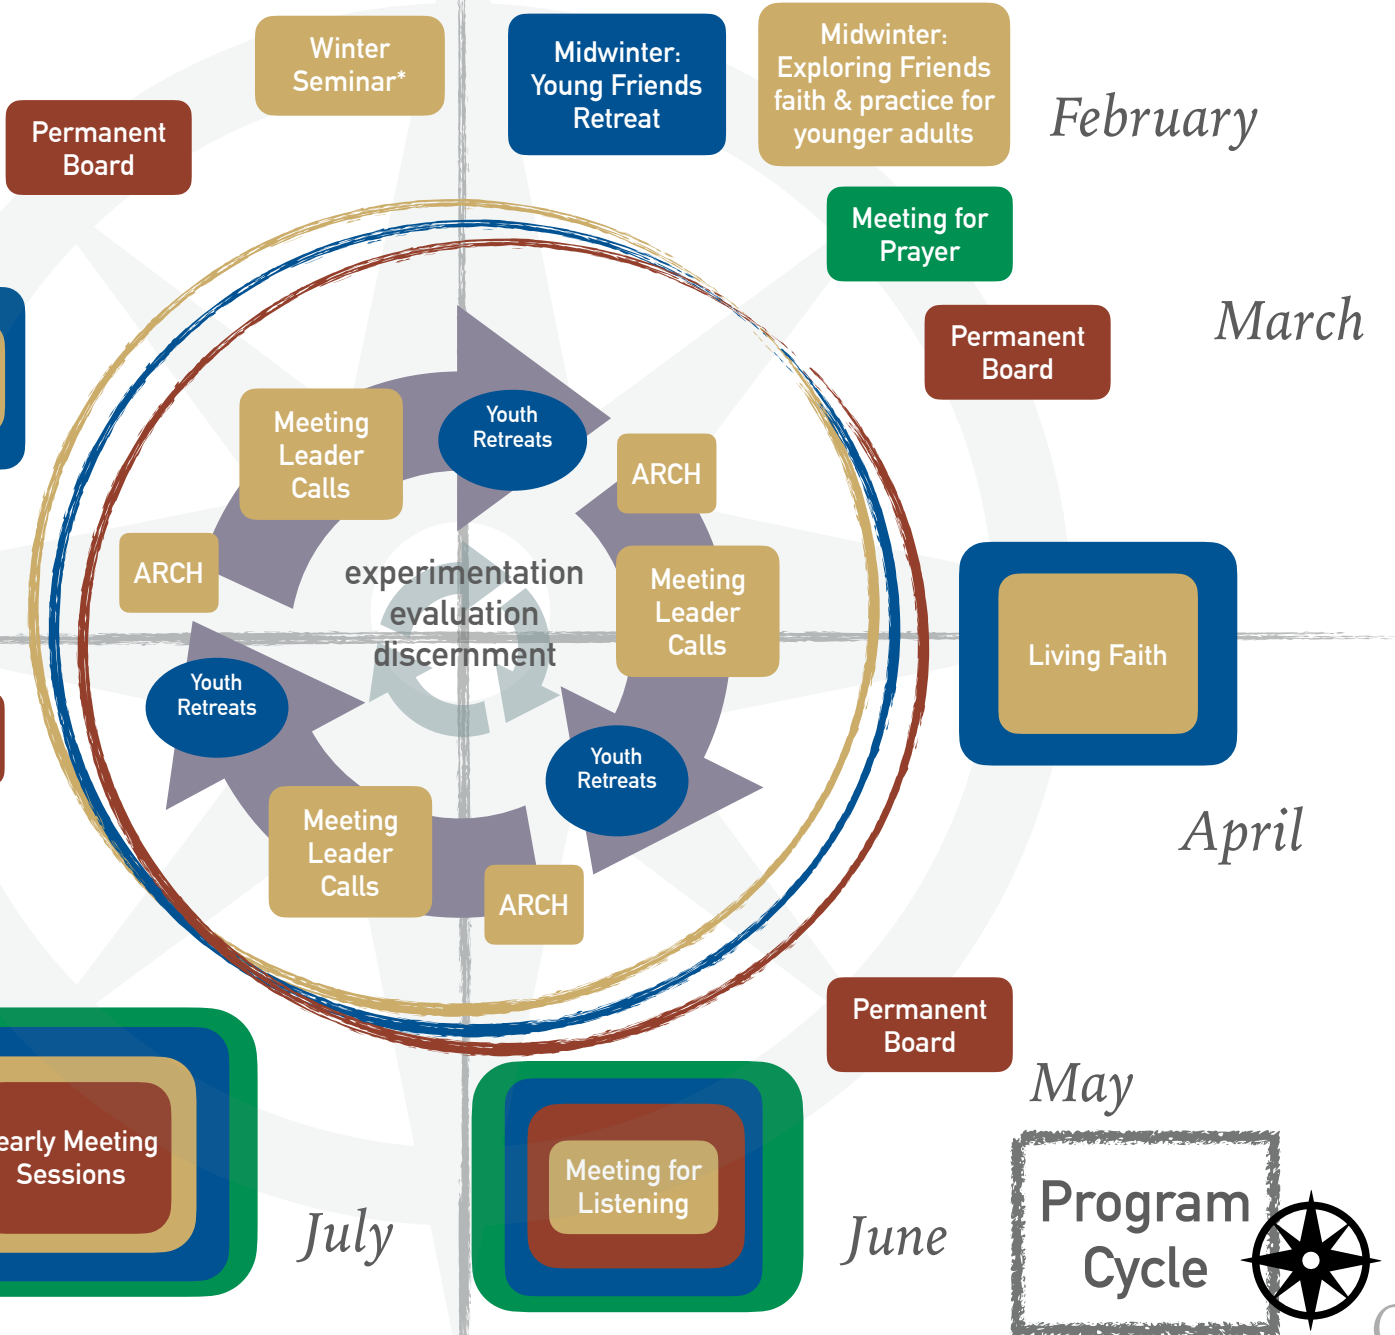 Winter
Seminar*
Midwinter:
Young Friends
Retreat
Midwinter:
Exploring Friends
faith & practice for
younger adults
February
Permanent
Board
Meeting for
Prayer
March
Permanent
Board
Meeting
Leader
Calls
Youth
Retreats
ARCH
ARCH
experimentation
evaluation
discernment
Meeting
Leader
Calls
Living Faith
Youth
Retreats
Youth
Retreats
April
Meeting
Leader
Calls
ARCH
Permanent
Board
May
early Meeting
Sessions
July
Meeting for
Listening
June
Program
Cycle